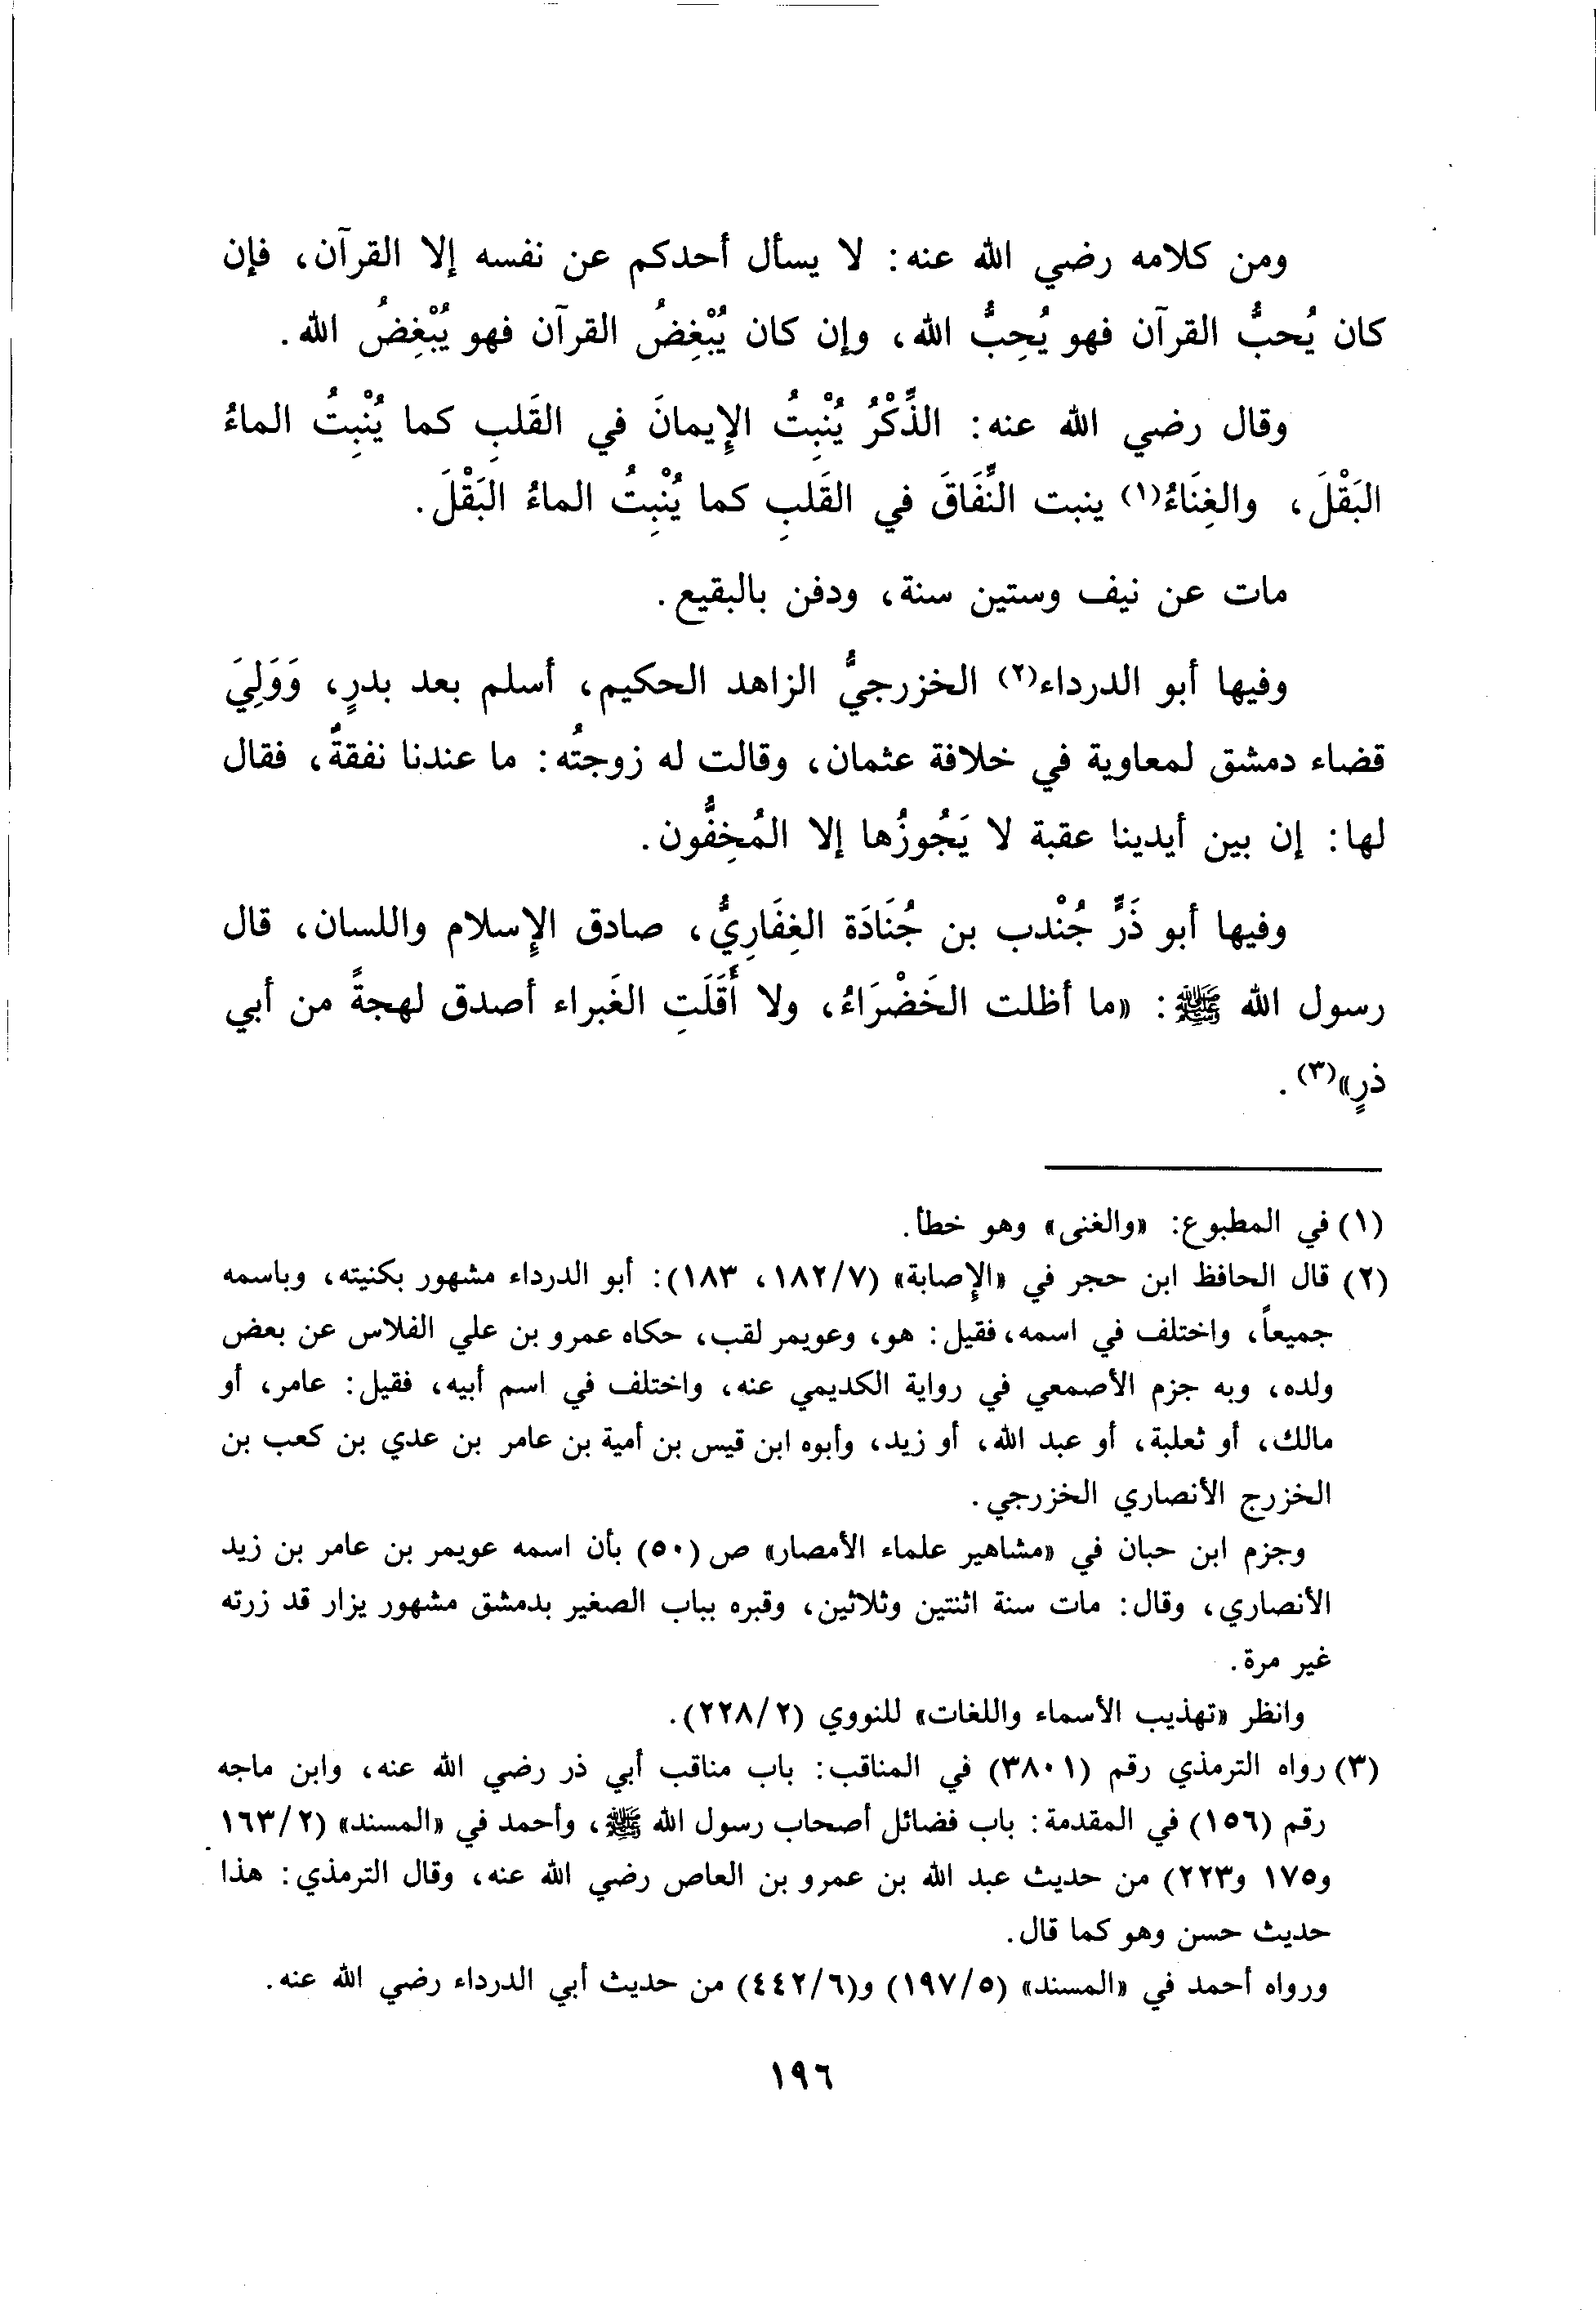 ومن كلامه رضي الله عنه: لا يسأل أحدكم عن نفسه إلا القرآن، فإن
كان يُحبُّ القرآن فهو يُحِبُّ الله، وإن كان يُبْغِضُ القرآن فهو يُبْغِضُ الله.
وقال رضي الله عنه: الذِّكْرُ يُنْبِتُ الإِيمانَ في القَلبِ كما يُنْبِتُ الماءُ
البَقْلَ، والغِنَاءُ(١) ينبت النِّفَاقَ في القَلبِ كما يُنْبِتُ الماءُ البَقْلَ.
مات عن نيف وستين سنة، ودفن بالبقيع.
وفيها أبو الدرداء(٢) الخزرجيُّ الزاهد الحكيم، أسلم بعد بدرٍ، وَوَلِيَ
قضاء دمشق لمعاوية في خلافة عثمان، وقالت له زوجتُه: ما عندنا نفقةٌ، فقال
لها: إن بين أيدينا عقبة لا يَجُوزُها إلا المُخِفُّون.
وفيها أبو ذَرٍّ جُنْدب بن جُنَادَة الغِفَارِيُّ، صادق الإِسلام واللسان، قال
رسول الله ﷺ: «ما أظلت الخَضْرَاءُ، ولا أَقَلَتِ الغَبراء أصدق لهجةً من أبي
ذرٍ»(٣).
(١) في المطبوع: «والغنى» وهو خطأ.
(٢) قال الحافظ ابن حجر في «الإِصابة» (١٨٢/٧، ١٨٣): أبو الدرداء مشهور بكنيته، وباسمه
جميعاً، واختلف في اسمه، فقيل: هو، وعويمر لقب، حكاه عمرو بن علي الفلاس عن بعض
ولده، وبه جزم الأصمعي في رواية الكديمي عنه، واختلف في اسم أبيه، فقيل: عامر، أو
مالك، أو ثعلبة، أو عبد الله، أو زيد، وأبوه ابن قيس بن أمية بن عامر بن عدي بن كعب بن
الخزرج الأنصاري الخزرجي.
وجزم ابن حبان في «مشاهير علماء الأمصار» ص (٥٠) بأن اسمه عويمر بن عامر بن زيد
الأنصاري، وقال: مات سنة اثنتين وثلاثين، وقبره بباب الصغير بدمشق مشهور يزار قد زرته
غير مرة.
وانظر «تهذيب الأسماء واللغات» للنووي (٢٢٨/٢).
(٣) رواه الترمذي رقم (٣٨٠١) في المناقب: باب مناقب أبي ذر رضي الله عنه، وابن ماجه
رقم (١٥٦) في المقدمة: باب فضائل أصحاب رسول الله ﷺ، وأحمد في «المسند» (١٦٣/٢
و١٧٥ و٢٢٣) من حديث عبد الله بن عمرو بن العاص رضي الله عنه، وقال الترمذي: هذا
حديث حسن وهو كما قال.
ورواه أحمد في «المسند» (١٩٧/٥) و(٤٤٢/٦) من حديث أبي الدرداء رضي الله عنه.
١٩٦